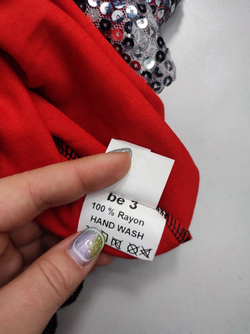 be 3
100 % Rayon
HAND WASH